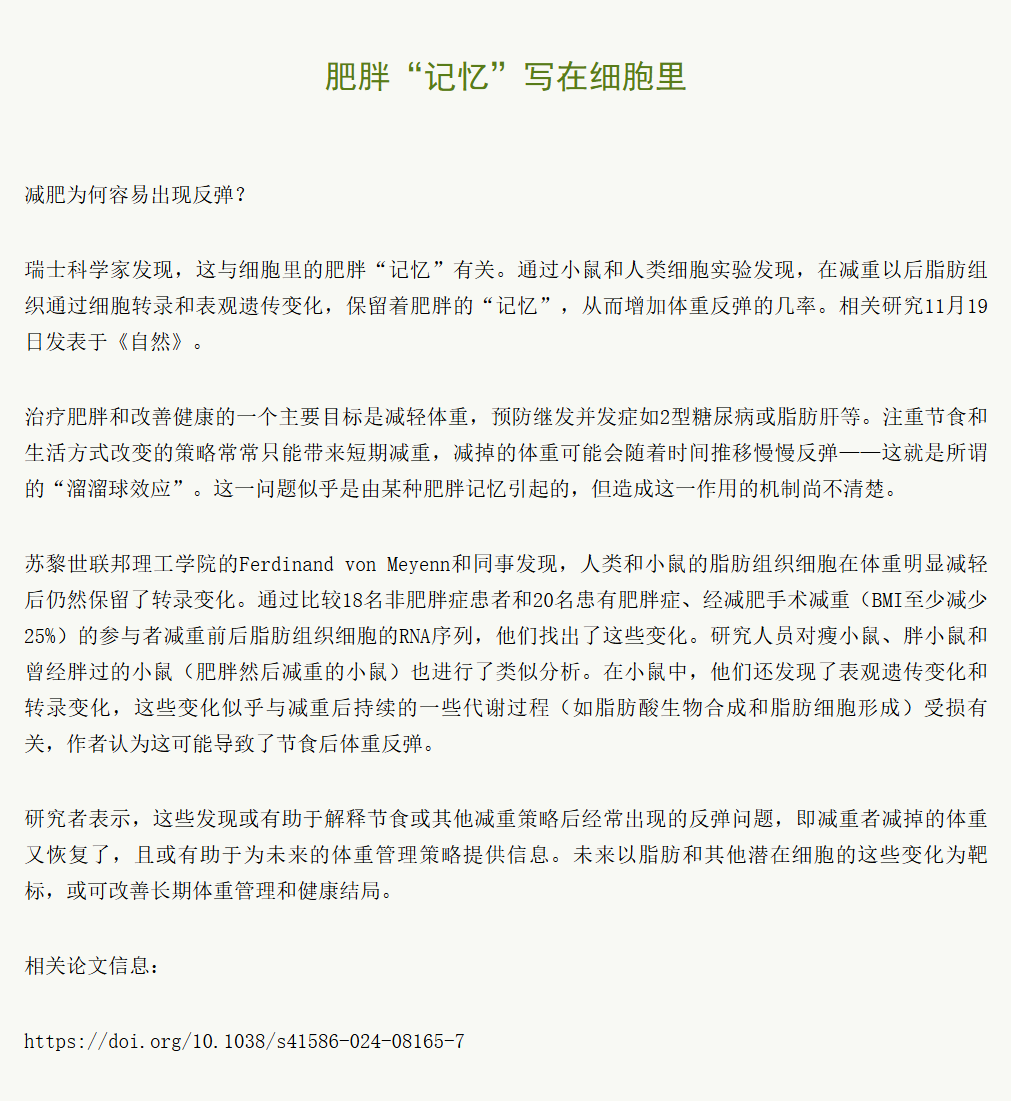 肥胖“记忆”写在细胞里
减肥为何容易出现反弹？
瑞士科学家发现，这与细胞里的肥胖“记忆”有关。通过小鼠和人类细胞实验发现，在减重以后脂肪组
织通过细胞转录和表观遗传变化，保留着肥胖的“记忆”，从而增加体重反弹的几率。相关研究11月19
日发表于《自然》。
治疗肥胖和改善健康的一个主要目标是减轻体重，预防继发并发症如2型糖尿病或脂肪肝等。注重节食和
生活方式改变的策略常常只能带来短期减重，减掉的体重可能会随着时间推移慢慢反弹——这就是所谓
的“溜溜球效应”。这一问题似乎是由某种肥胖记忆引起的，但造成这一作用的机制尚不清楚。
苏黎世联邦理工学院的Ferdinand von Meyenn和同事发现，人类和小鼠的脂肪组织细胞在体重明显减轻
后仍然保留了转录变化。通过比较18名非肥胖症患者和20名患有肥胖症、经减肥手术减重（BMI至少减少
25%）的参与者减重前后脂肪组织细胞的RNA序列，他们找出了这些变化。研究人员对瘦小鼠、胖小鼠和
曾经胖过的小鼠（肥胖然后减重的小鼠）也进行了类似分析。在小鼠中，他们还发现了表观遗传变化和
转录变化，这些变化似乎与减重后持续的一些代谢过程（如脂肪酸生物合成和脂肪细胞形成）受损有
关，作者认为这可能导致了节食后体重反弹。
研究者表示，这些发现或有助于解释节食或其他减重策略后经常出现的反弹问题，即减重者减掉的体重
又恢复了，且或有助于为未来的体重管理策略提供信息。未来以脂肪和其他潜在细胞的这些变化为靶
标，或可改善长期体重管理和健康结局。
相关论文信息：
https://doi.org/10.1038/s41586-024-08165-7